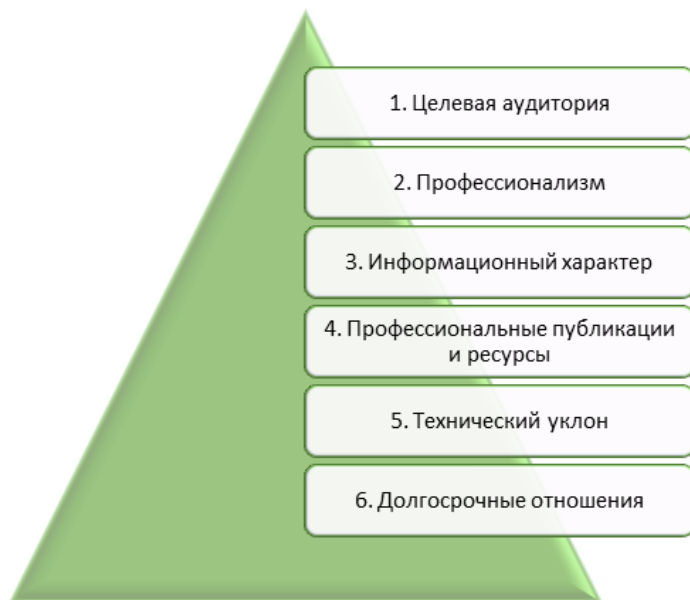 1. Целевая аудитория
2. Профессионализм
3. Информационный характер
4. Профессиональные публикации
и ресурсы
5. Технический уклон
6. Долгосрочные отношения